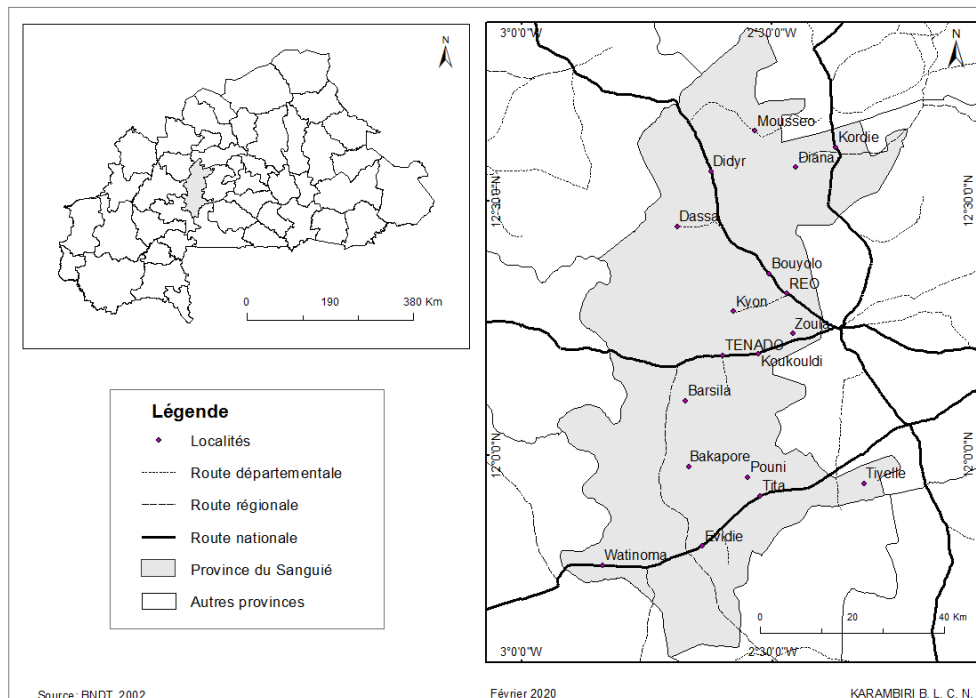 N
0 190 380 Km
Légende
Localités
Route départementale
Route régionale
Route nationale
Province du Sanguié
Autres provinces
Source: BNDT, 2002
3°0'0"W 2°30'0"W
N
Mousseo
Kordie
Didyr
Diana
12°30'0"N 12°30'0"N
Dassa
Bouyolo
REO
Kyon
Zoula
TENADO
Koukouldi
Barsila
12°0'0"N 12°0'0"N
Bakapore
Pouni
Tita
Tiyelle
Evidie
Watinoma
0 20 40 Km
3°0'0"W 2°30'0"W
Février 2020 KARAMBIRI B. L. C. N.